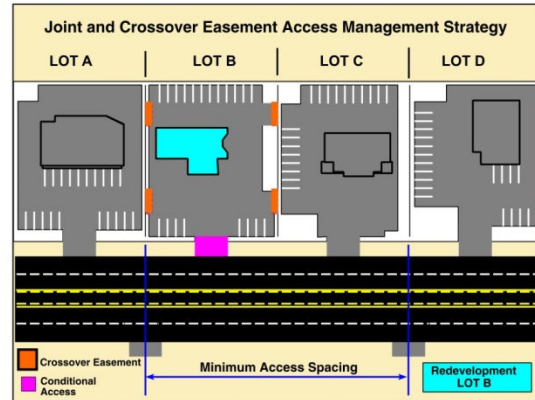 Joint and Crossover Easement Access Management Strategy
LOT A
LOT B
LOT C
LOT D
Crossover Easement
Conditional
Access
Minimum Access Spacing
Redevelopment
LOT B